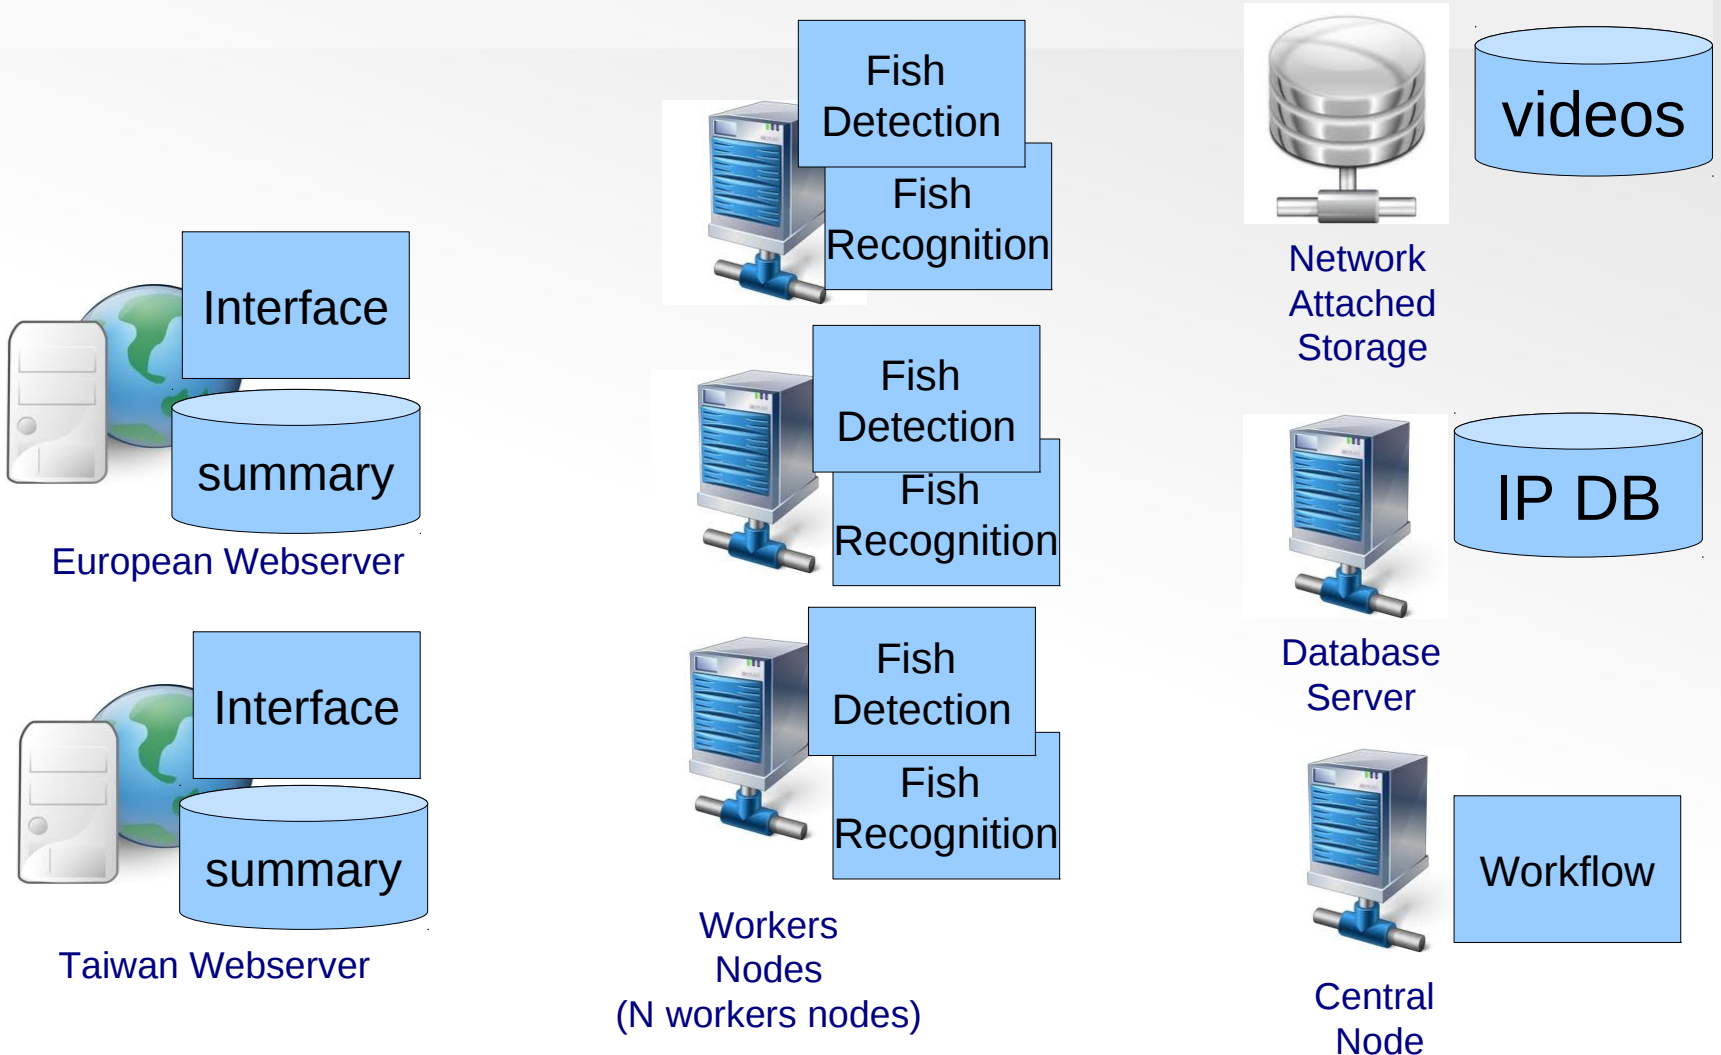 Interface
summary
European Webserver
Interface
summary
Taiwan Webserver
Fish
Detection
Fish
Recognition
Fish
Detection
Fish
Recognition
Fish
Detection
Fish
Recognition
Workers
Nodes
(N workers nodes)
videos
Network
Attached
Storage
IP DB
Database
Server
Workflow
Central
Node